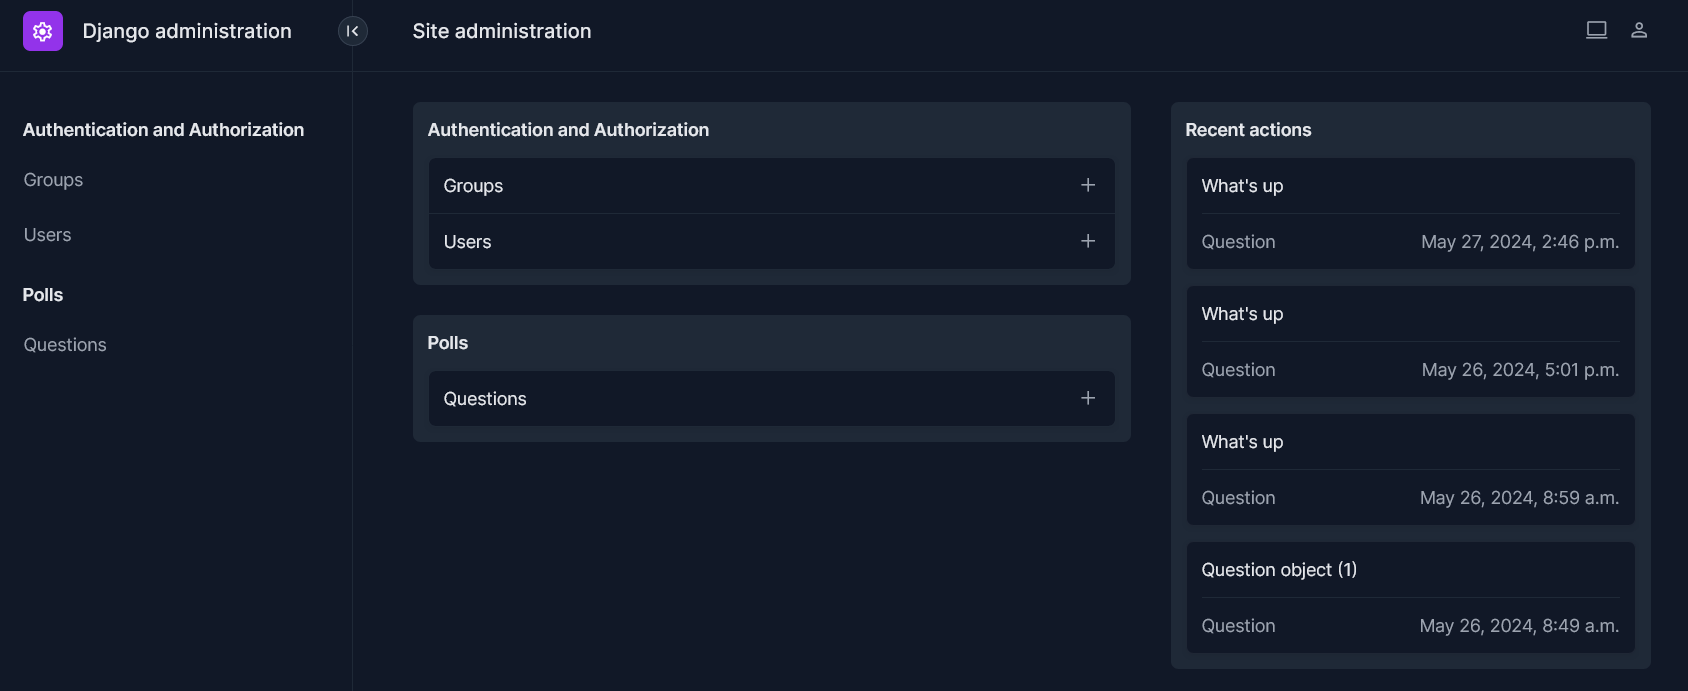 Django administration
Site administration
Authentication and Authorization
Groups
Users
Polls
Questions
Authentication and Authorization
Groups
Users
Polls
Questions
Recent actions
What's up
Question May 27, 2024, 2:46 p.m.
What's up
Question May 26, 2024, 5:01 p.m.
What's up
Question May 26, 2024, 8:59 a.m.
Question object (1)
Question May 26, 2024, 8:49 a.m.